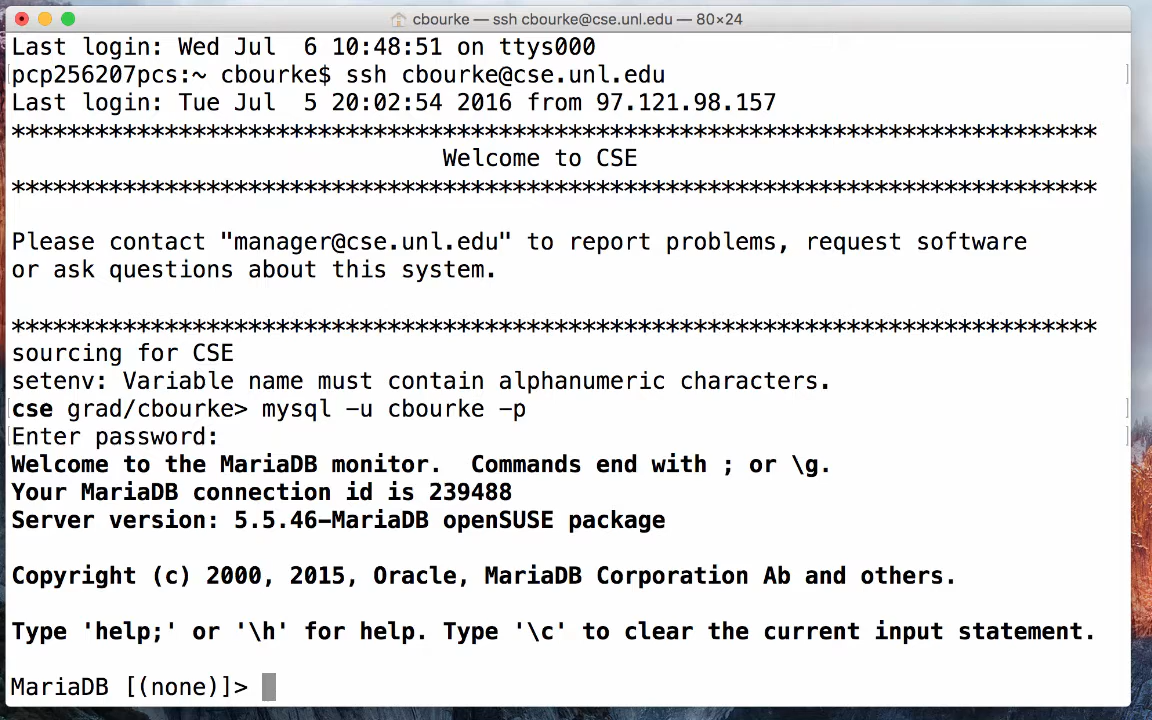 cbourke — ssh cbourke@cse.unl.edu — 80×24
Last login: Wed Jul  6 10:48:51 on ttys000
pcp256207pcs:~ cbourke$ ssh cbourke@cse.unl.edu
Last login: Tue Jul  5 20:02:54 2016 from 97.121.98.157
******************************************************************************
                               Welcome to CSE
******************************************************************************

Please contact "manager@cse.unl.edu" to report problems, request software
or ask questions about this system.

******************************************************************************
sourcing for CSE
setenv: Variable name must contain alphanumeric characters.
cse grad/cbourke> mysql -u cbourke -p
Enter password:
Welcome to the MariaDB monitor.  Commands end with ; or \g.
Your MariaDB connection id is 239488
Server version: 5.5.46-MariaDB openSUSE package

Copyright (c) 2000, 2015, Oracle, MariaDB Corporation Ab and others.

Type 'help;' or '\h' for help. Type '\c' to clear the current input statement.

MariaDB [(none)]>